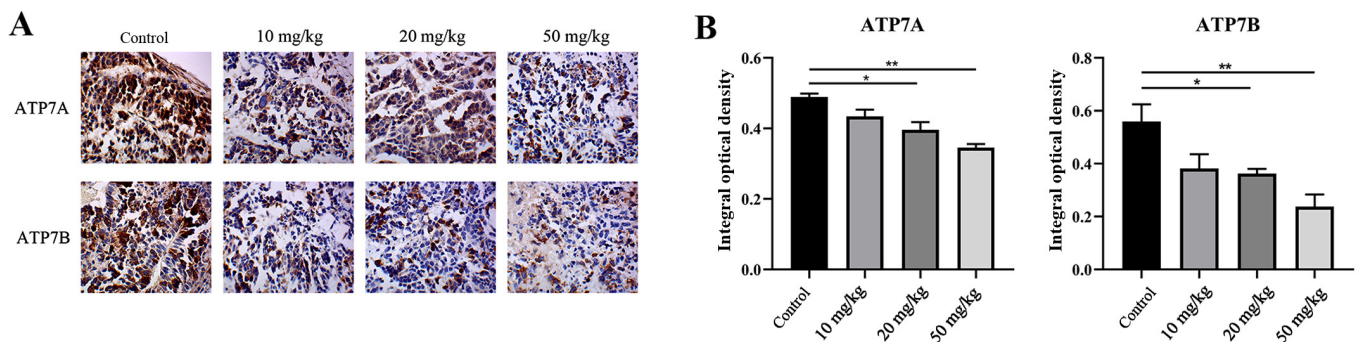 A
Control
10 mg/kg
20 mg/kg
50 mg/kg
ATP7A
ATP7B
B
ATP7A
Integral optical density
0.6
0.4
0.2
0.0
**
*
Control
10 mg/kg
20 mg/kg
50 mg/kg
ATP7B
Integral optical density
0.8
0.6
0.4
0.2
0.0
**
*
Control
10 mg/kg
20 mg/kg
50 mg/kg